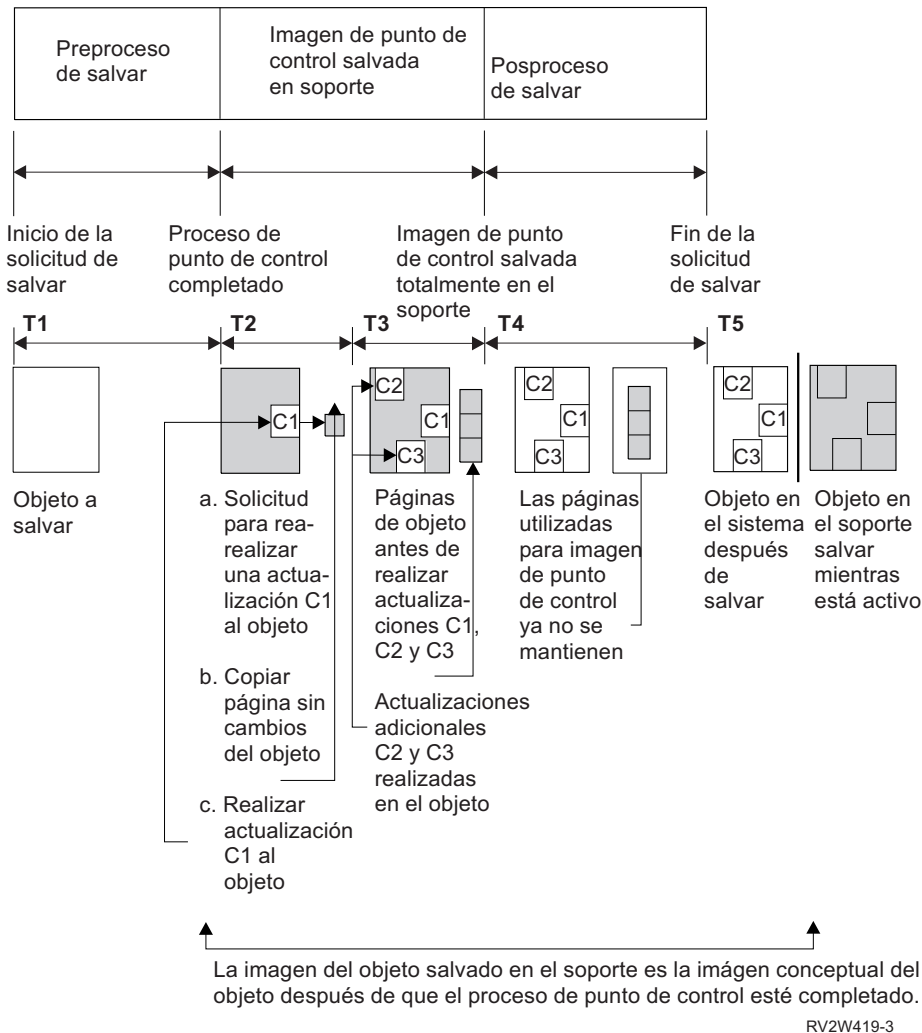 Preproceso
de salvar
Imagen de punto de
control salvada
en soporte
Posproceso
de salvar
Inicio de la
solicitud de
salvar
Proceso de
punto de control
completado
Imagen de punto
de control salvada
totalmente en el
soporte
Fin de la
solicitud
de salvar
T1
T2
T3
T4
T5
C1
C2
C1
C3
C2
C1
C3
C2
C1
C3
Objeto a
salvar
a. Solicitud
para rea-
realizar
una actua-
lización C1
al objeto
b. Copiar
página sin
cambios
del objeto
c. Realizar
actualización
C1 al
objeto
Páginas
de objeto
antes de
realizar
actualiza-
ciones C1,
C2 y C3
Actualizaciones
adicionales
C2 y C3
realizadas
en el objeto
Las páginas
utilizadas
para imagen
de punto
de control
ya no se
mantienen
Objeto en
el sistema
después
de
salvar
Objeto en
el soporte
salvar
mientras
está activo
La imagen del objeto salvado en el soporte es la imágen conceptual del
objeto después de que el proceso de punto de control esté completado.
RV2W419-3